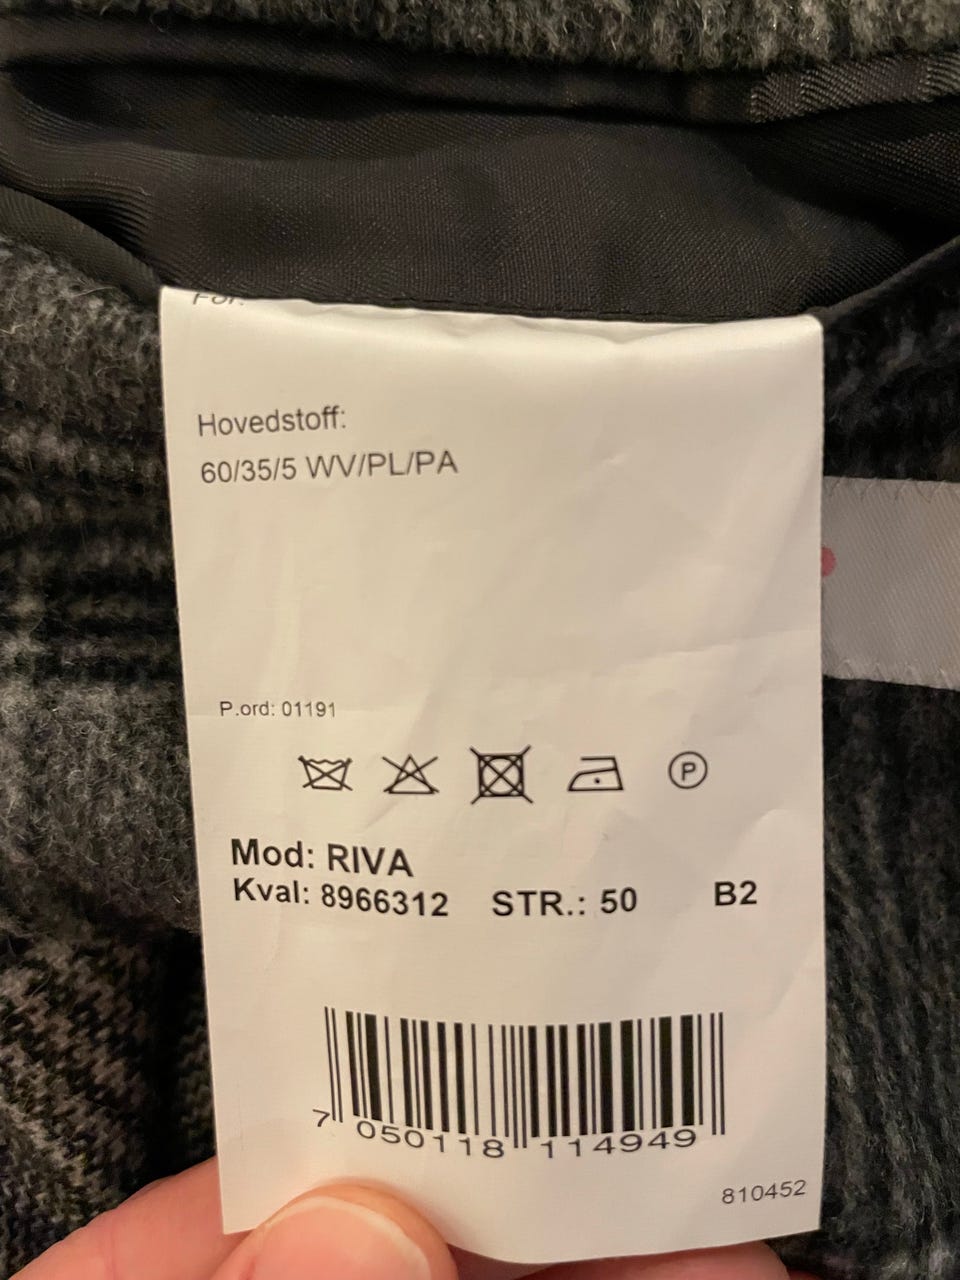 For:
Hovedstoff:
60/35/5 WV/PL/PA
P.ord: 01191
P
Mod: RIVA
Kval: 8966312 STR.: 50 B2
7 050118 114949
810452